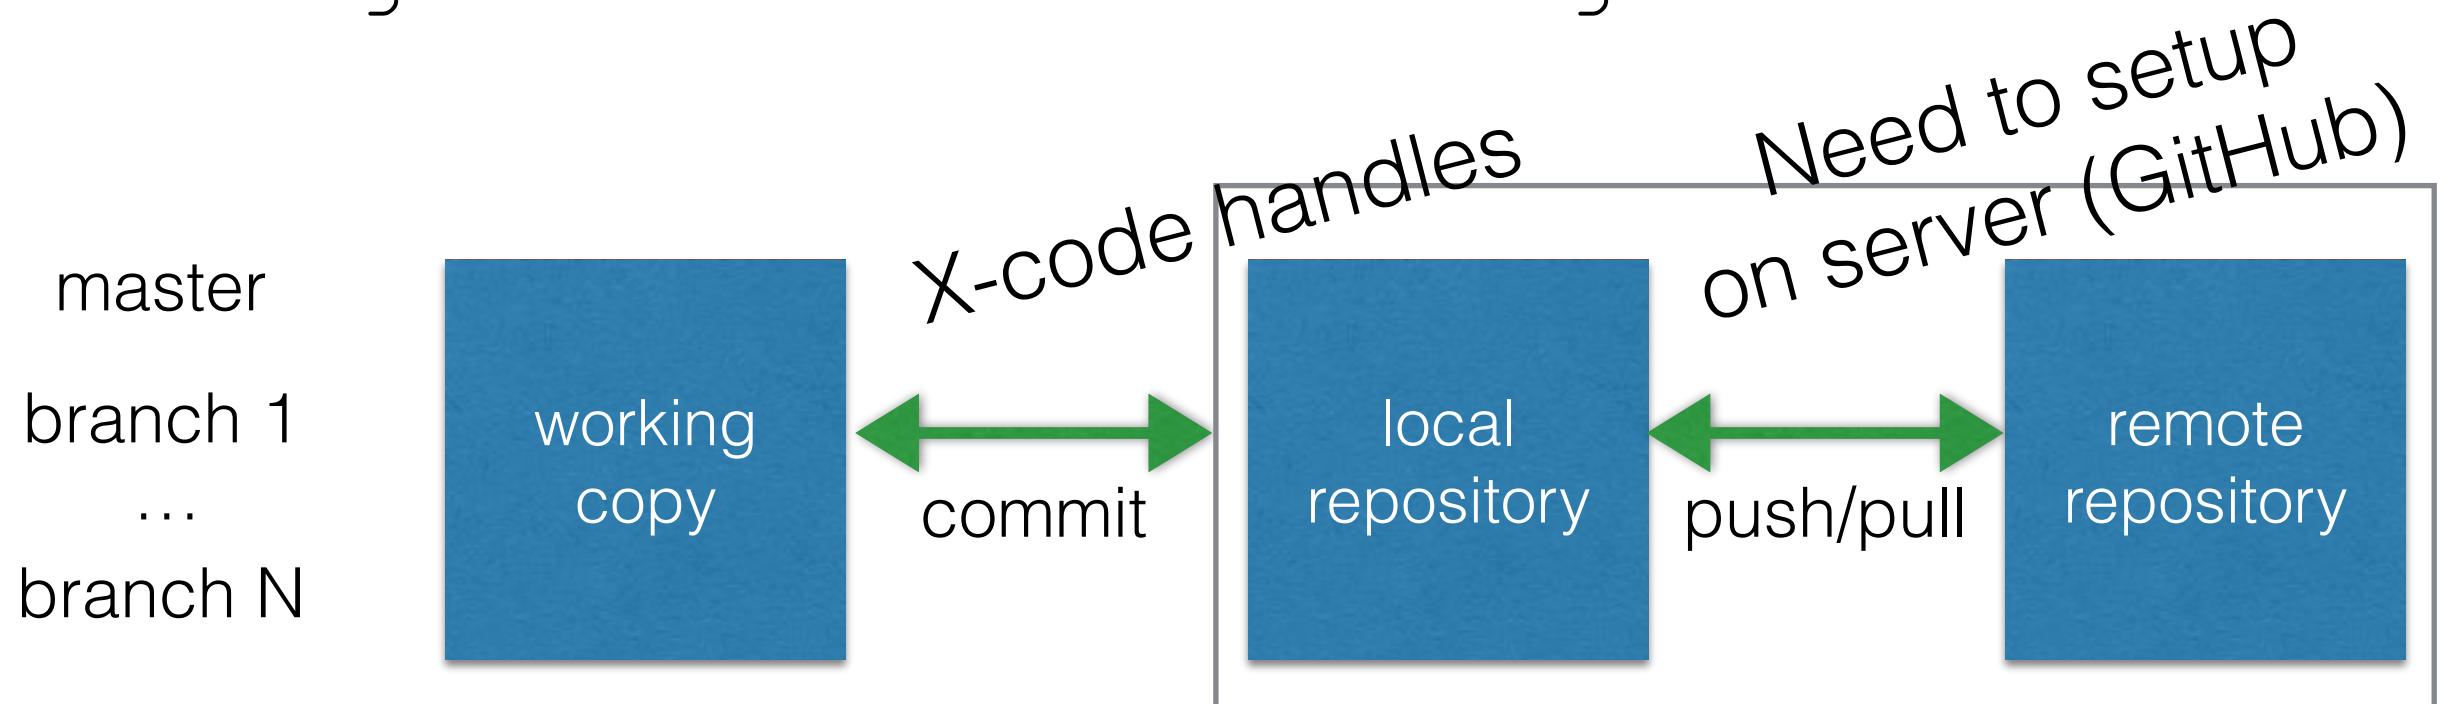 X-code handles
Need to setup
on server (GitHub)
master
branch 1
…
branch N
working
copy
commit
local
repository
push/pull
remote
repository